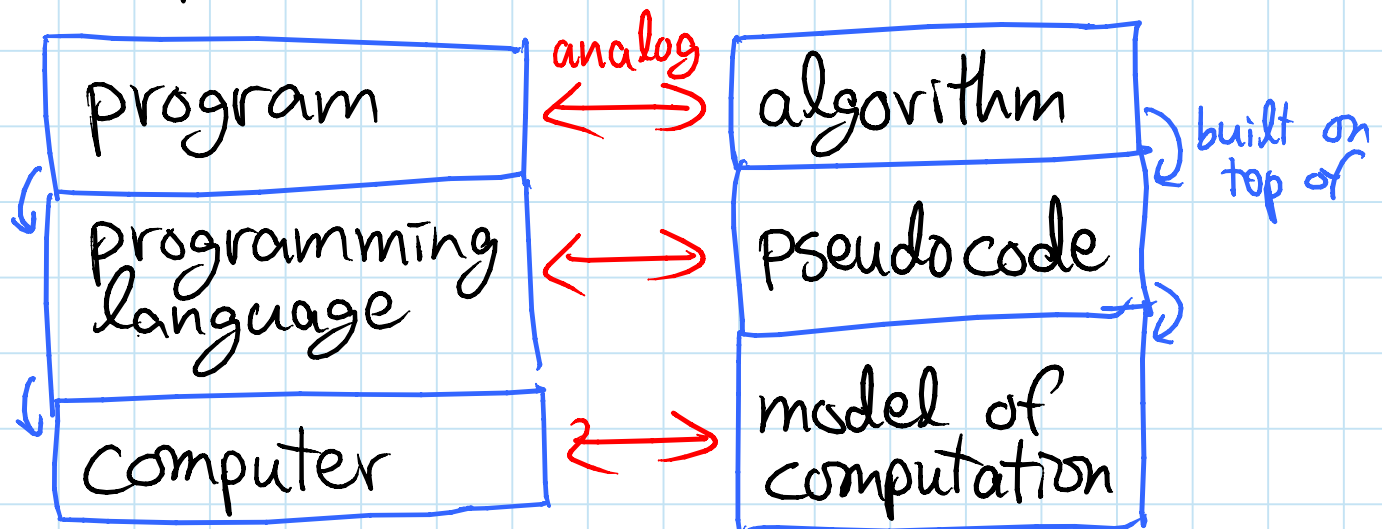 program
analog
algorithm
built on
top of
programming
language
pseudocode
computer
model of
computation